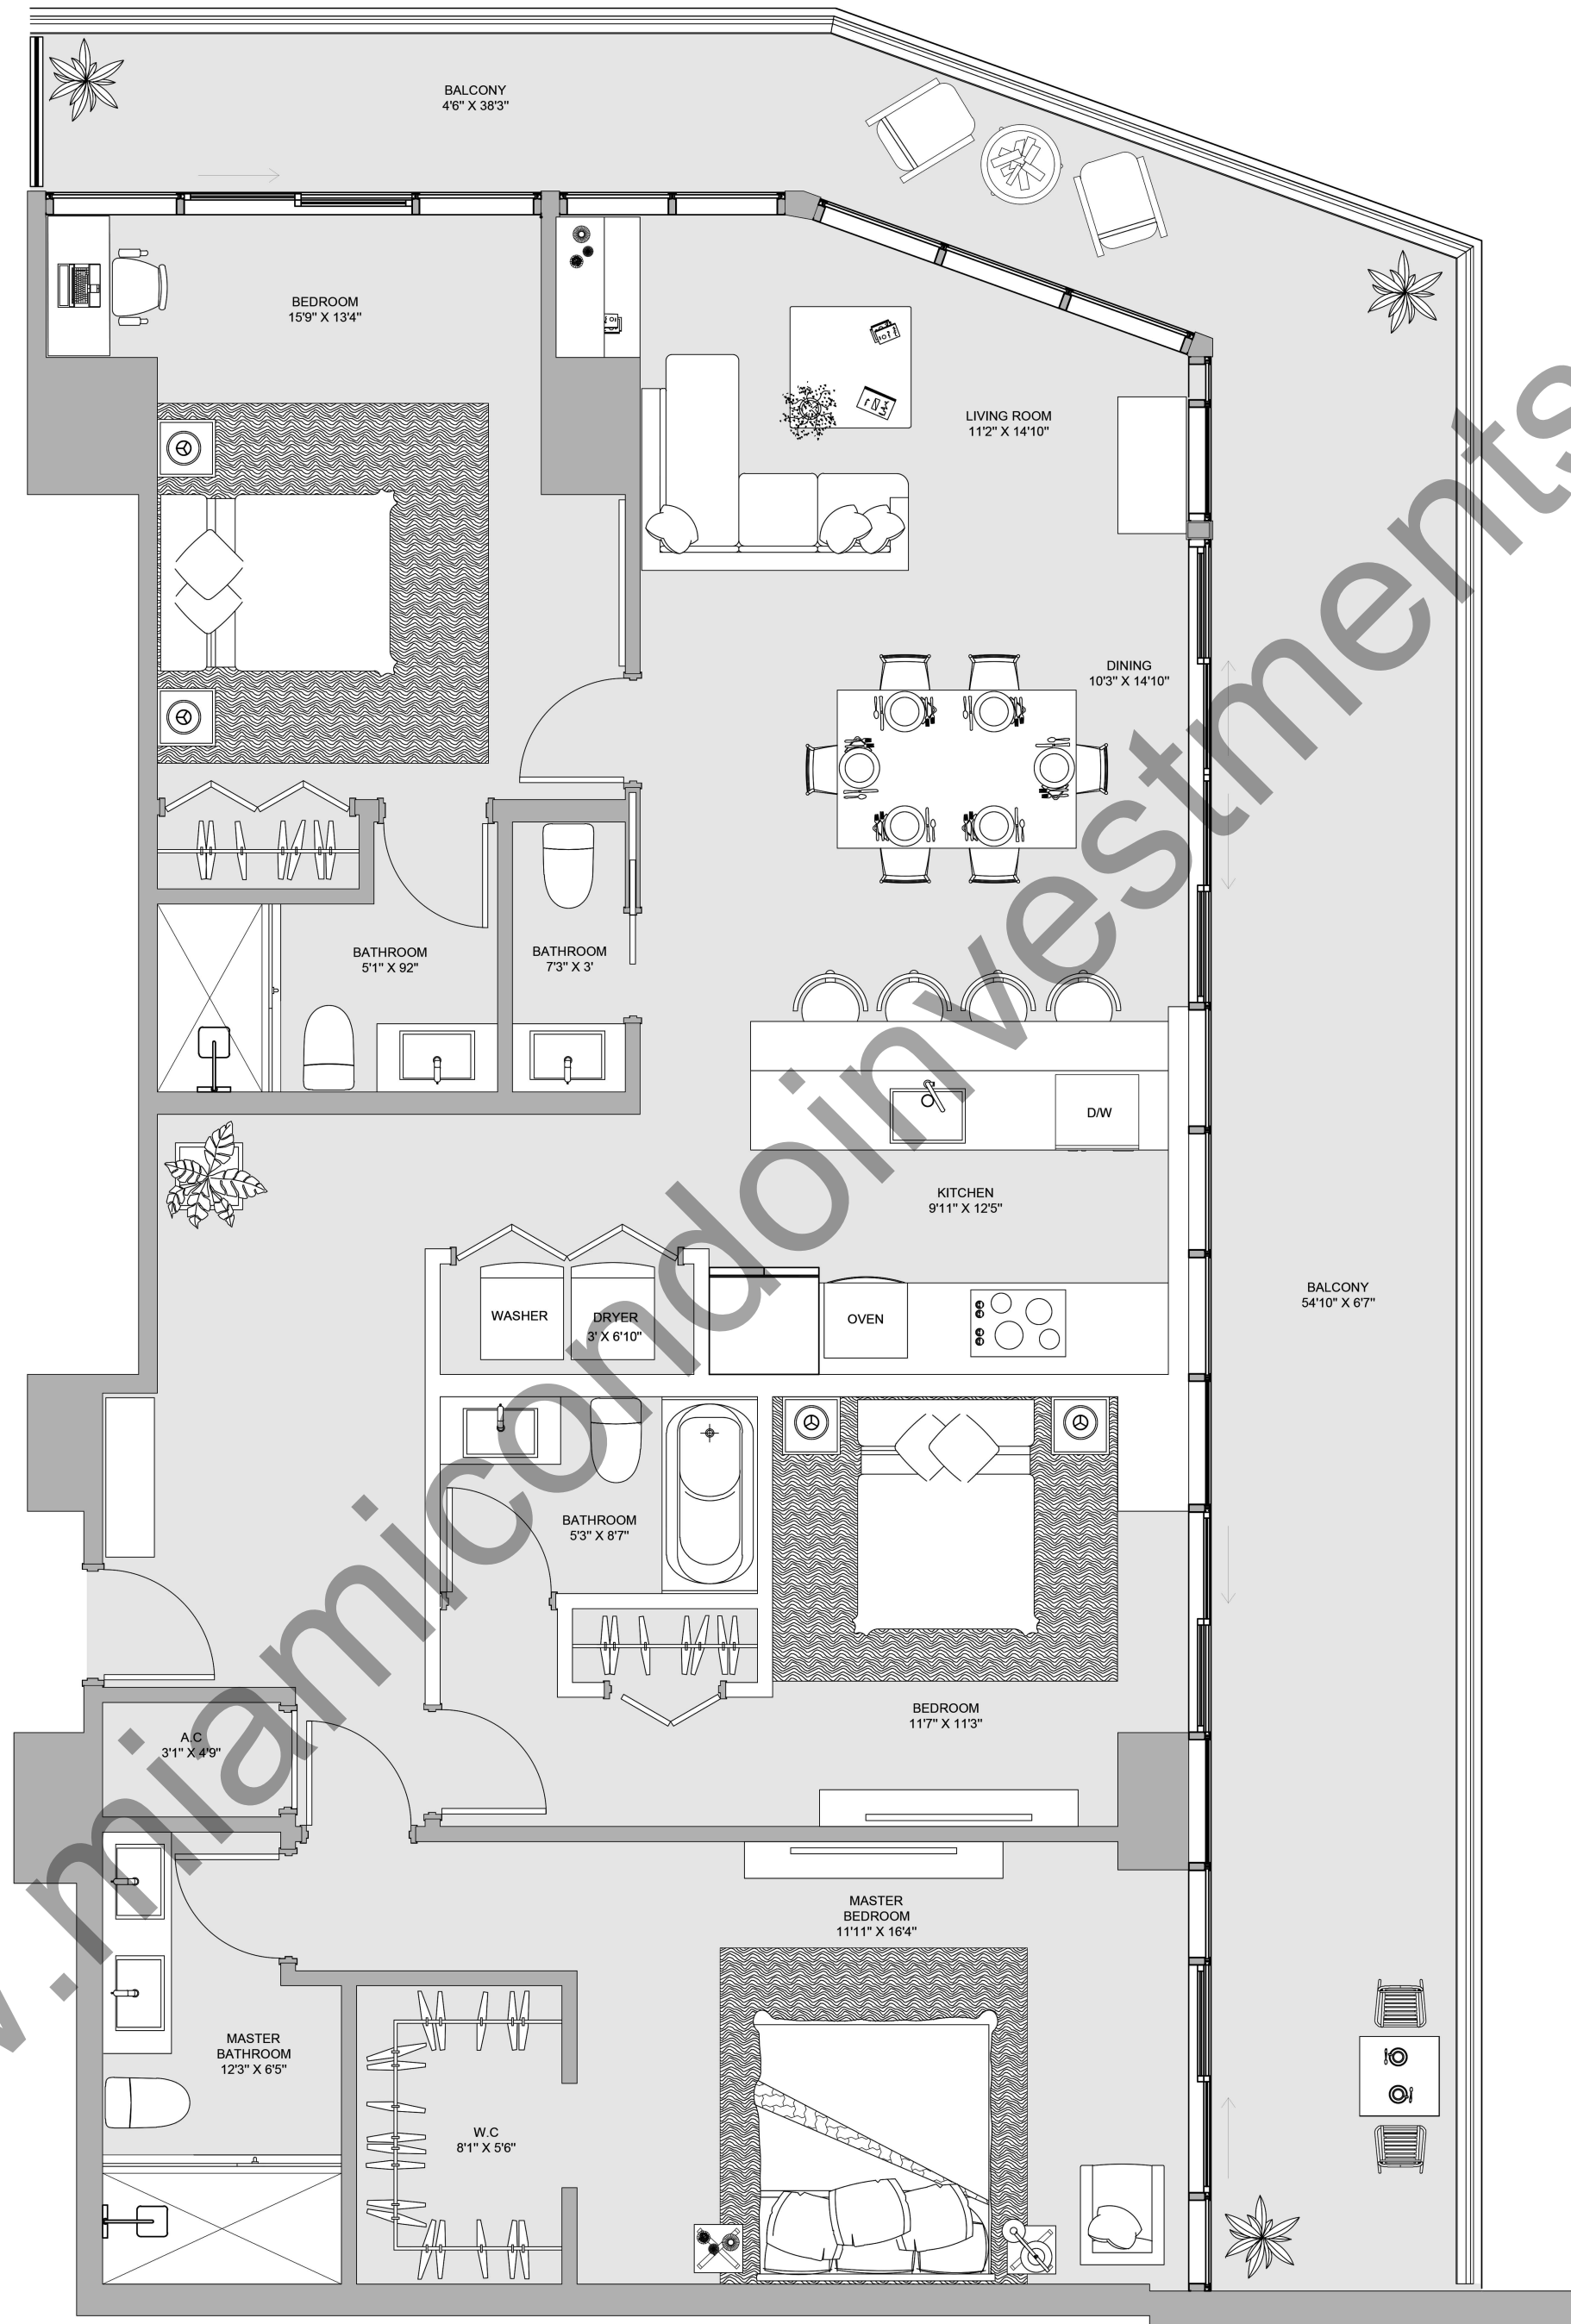 BALCONY
4'6" X 38'3"
BEDROOM
15'9" X 13'4"
LIVING ROOM
11'2" X 14'10"
DINING
10'3" X 14'10"
BATHROOM
5'1" X 92"
BATHROOM
7'3" X 3'
D/W
KITCHEN
9'11" X 12'5"
BALCONY
54'10" X 6'7"
WASHER
DRYER
3' X 6'10"
OVEN
BATHROOM
5'3" X 8'7"
BEDROOM
11'7" X 11'3"
A.C
3'1" X 4'9"
MASTER
BEDROOM
11'11" X 16'4"
MASTER
BATHROOM
12'3" X 6'5"
W.C
8'1" X 5'6"
.miamicondoinvestments